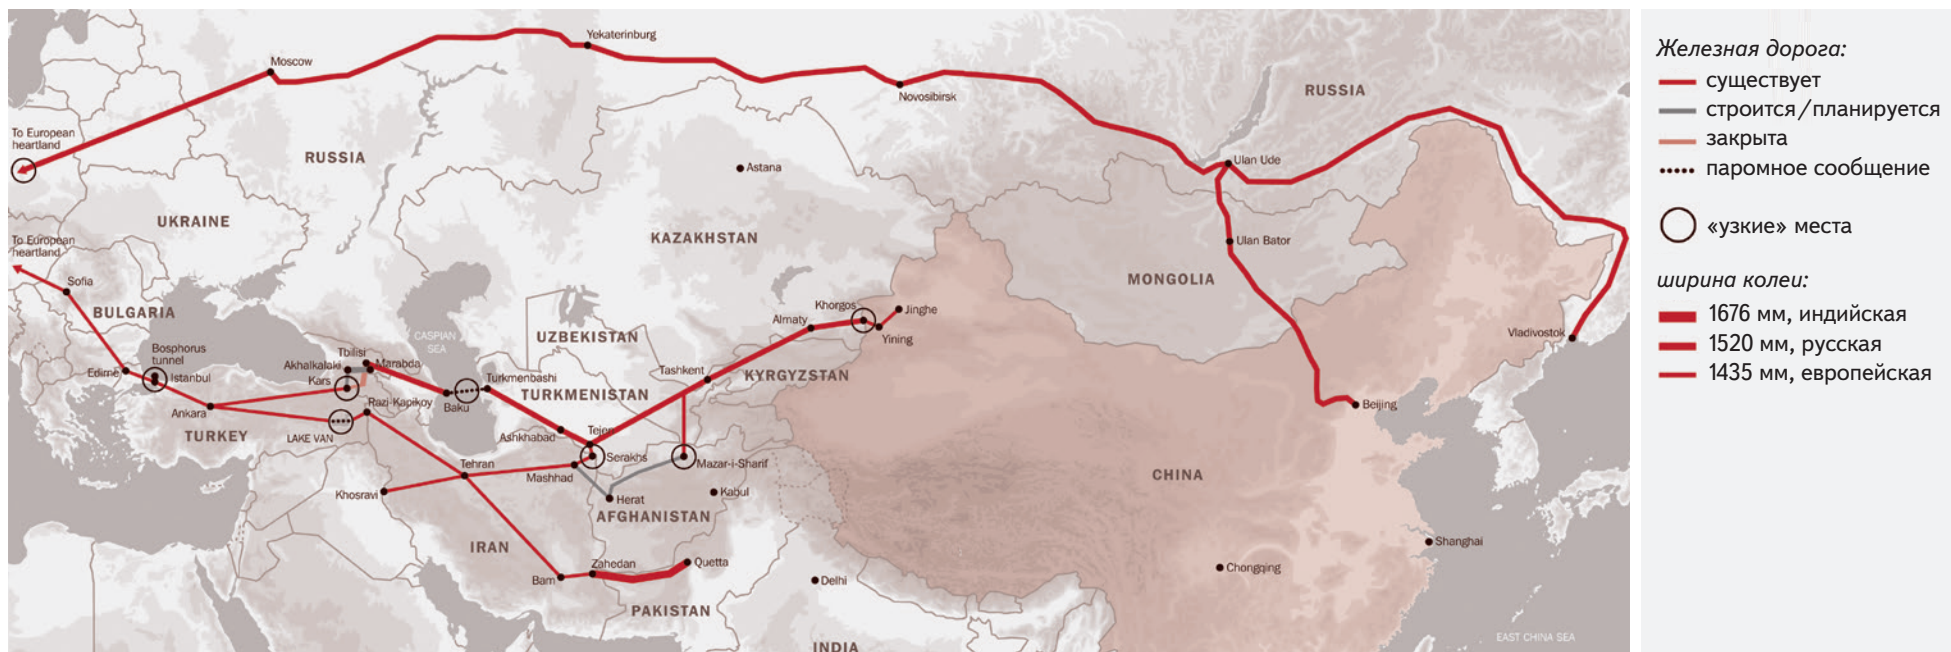 Moscow
Yekaterinburg
Novosibirsk
RUSSIA
To European
heartland
RUSSIA
Astana
Ulan Ude
UKRAINE
KAZAKHSTAN
Ulan Bator
To European
heartland
Sofia
MONGOLIA
BULGARIA
Khorgos
Jinghe
Almaty
Yining
CASPIAN
SEA
UZBEKISTAN
Vladivostok
Bosphorus
tunnel
Tbilisi
Akhalkalaki
Marabda
Edirne
Istanbul
Kars
Turkmenbashi
Tashkent
KYRGYZSTAN
TURKMENISTAN
Razi-Kapikoy
Baku
Ankara
Beijing
TURKEY
LAKE VAN
Ashkhabad
Tejen
Serakhs
Mazar-i-Sharif
Tehran
Mashhad
CHINA
Khosravi
Herat
Kabul
AFGHANISTAN
IRAN
Shanghai
Zahedan
Quetta
Bam
Delhi
Chongqing
PAKISTAN
EAST CHINA SEA
INDIA
Железная дорога:
существует
строится / планируется
закрыта
паромное сообщение
«узкие» места
ширина колеи:
1676 мм, индийская
1520 мм, русская
1435 мм, европейская